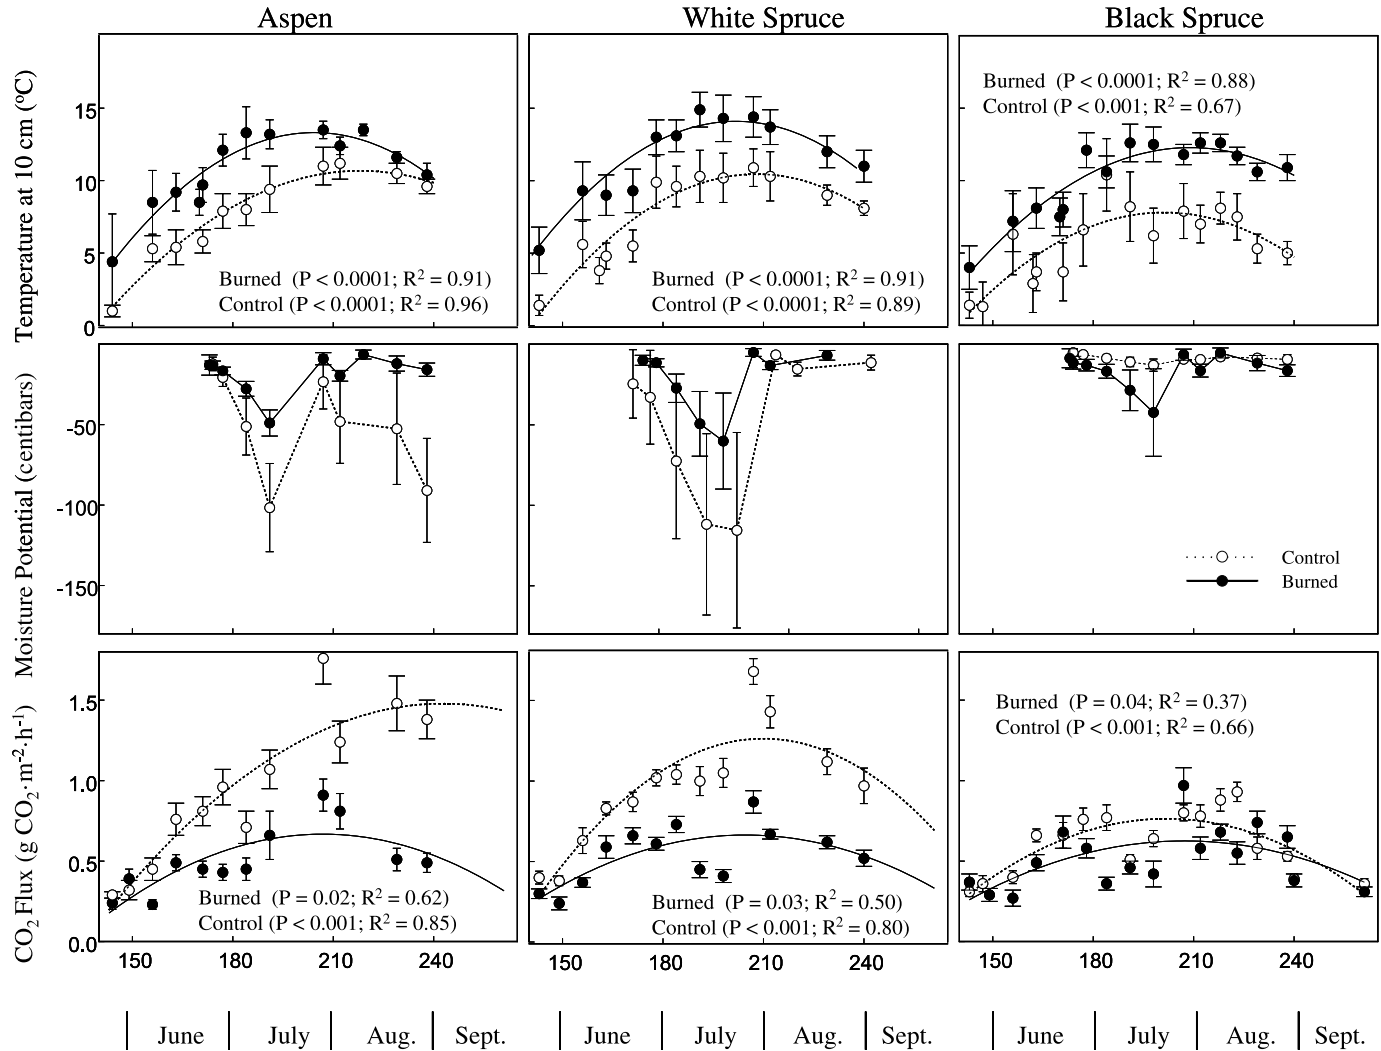 Aspen
White Spruce
Black Spruce
Temperature at 10 cm (ºC)
15
10
5
0
Burned (P < 0.0001; R² = 0.91)
Control (P < 0.0001; R² = 0.96)
Burned (P < 0.0001; R² = 0.91)
Control (P < 0.0001; R² = 0.89)
Burned (P < 0.0001; R² = 0.88)
Control (P < 0.001; R² = 0.67)
Moisture Potential (centibars)
-50
-100
-150
Control
Burned
CO₂ Flux (g CO₂·m⁻²·h⁻¹)
1.5
1.0
0.5
0.0
Burned (P = 0.02; R² = 0.62)
Control (P < 0.001; R² = 0.85)
Burned (P = 0.03; R² = 0.50)
Control (P < 0.001; R² = 0.80)
Burned (P = 0.04; R² = 0.37)
Control (P < 0.001; R² = 0.66)
150 180 210 240
150 180 210 240
150 180 210 240
June July Aug. Sept.
June July Aug. Sept.
June July Aug. Sept.